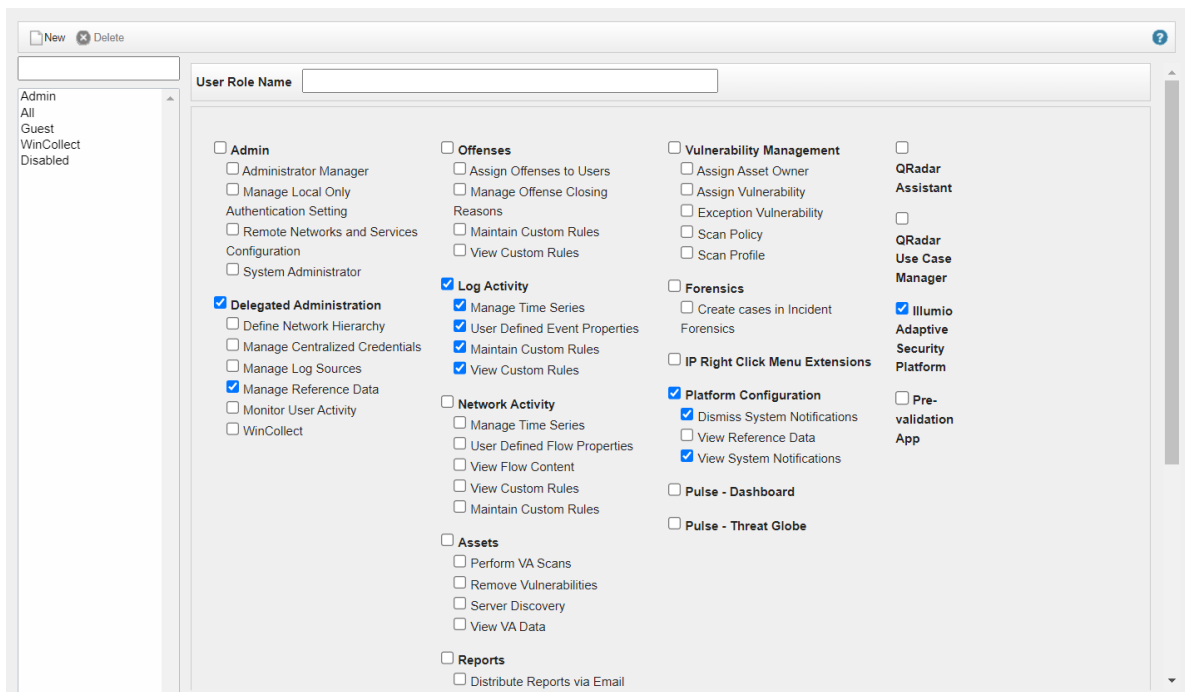 New Delete
User Role Name
Admin
All
Guest
WinCollect
Disabled
Admin
Administrator Manager
Manage Local Only
Authentication Setting
Remote Networks and Services
Configuration
System Administrator
Delegated Administration
Define Network Hierarchy
Manage Centralized Credentials
Manage Log Sources
Manage Reference Data
Monitor User Activity
WinCollect
Offenses
Assign Offenses to Users
Manage Offense Closing
Reasons
Maintain Custom Rules
View Custom Rules
Log Activity
Manage Time Series
User Defined Event Properties
Maintain Custom Rules
View Custom Rules
Network Activity
Manage Time Series
User Defined Flow Properties
View Flow Content
View Custom Rules
Maintain Custom Rules
Assets
Perform VA Scans
Remove Vulnerabilities
Server Discovery
View VA Data
Reports
Distribute Reports via Email
Vulnerability Management
Assign Asset Owner
Assign Vulnerability
Exception Vulnerability
Scan Policy
Scan Profile
Forensics
Create cases in Incident
Forensics
IP Right Click Menu Extensions
Platform Configuration
Dismiss System Notifications
View Reference Data
View System Notifications
Pulse - Dashboard
Pulse - Threat Globe
QRadar
Assistant
QRadar
Use Case
Manager
Illumio
Adaptive
Security
Platform
Pre-
validation
App